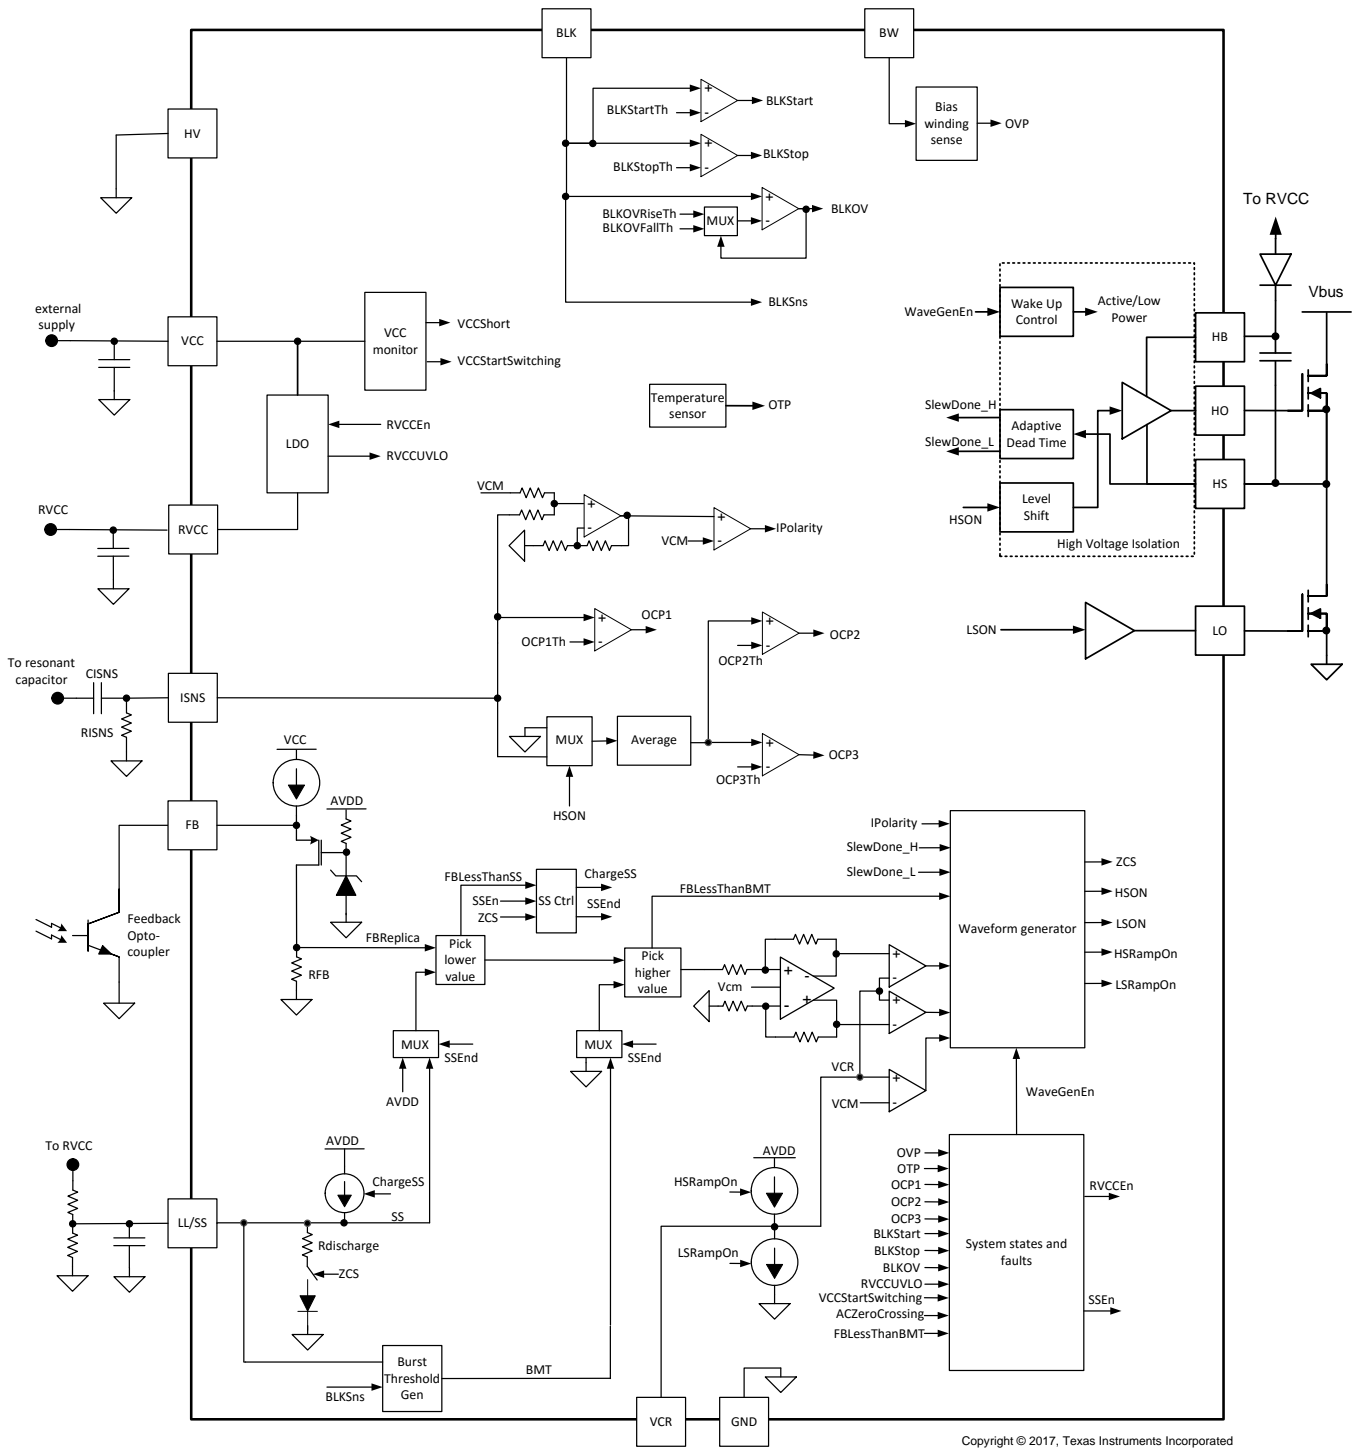 BLK
BW
HV
BLKStartTh
BLKStart
BLKStopTh
BLKStop
BLKOVRiseTh
BLKOVFallTh
MUX
BLKOV
BLKSns
Bias
winding
sense
OVP
To RVCC
Vbus
external
supply
VCC
VCC
monitor
VCCShort
VCCStartSwitching
LDO
RVCCEn
RVCCUVLO
RVCC
RVCC
Temperature
sensor
OTP
WaveGenEn
Wake Up
Control
Active/Low
Power
HB
SlewDone_H
SlewDone_L
Adaptive
Dead Time
HO
HS
HSON
Level
Shift
High Voltage Isolation
VCM
VCM
IPolarity
OCP1Th
OCP1
OCP2Th
OCP2
LSON
LO
To resonant
capacitor
CISNS
RISNS
ISNS
MUX
Average
OCP3Th
OCP3
HSON
VCC
AVDD
FB
Feedback
Opto-
coupler
FBReplica
RFB
FBLessThanSS
SSEn
ZCS
SS Ctrl
ChargeSS
SSEnd
Pick
lower
value
FBLessThanBMT
Pick
higher
value
Vcm
IPolarity
SlewDone_H
SlewDone_L
Waveform generator
ZCS
HSON
LSON
HSRampOn
LSRampOn
MUX
SSEnd
AVDD
MUX
SSEnd
VCR
VCM
WaveGenEn
To RVCC
LL/SS
AVDD
ChargeSS
SS
Rdischarge
ZCS
AVDD
HSRampOn
LSRampOn
OVP
OTP
OCP1
OCP2
OCP3
BLKStart
BLKStop
BLKOV
RVCCUVLO
VCCStartSwitching
ACZeroCrossing
FBLessThanBMT
System states and
faults
RVCCEn
SSEn
BLKSns
Burst
Threshold
Gen
BMT
VCR
GND
Copyright © 2017, Texas Instruments Incorporated